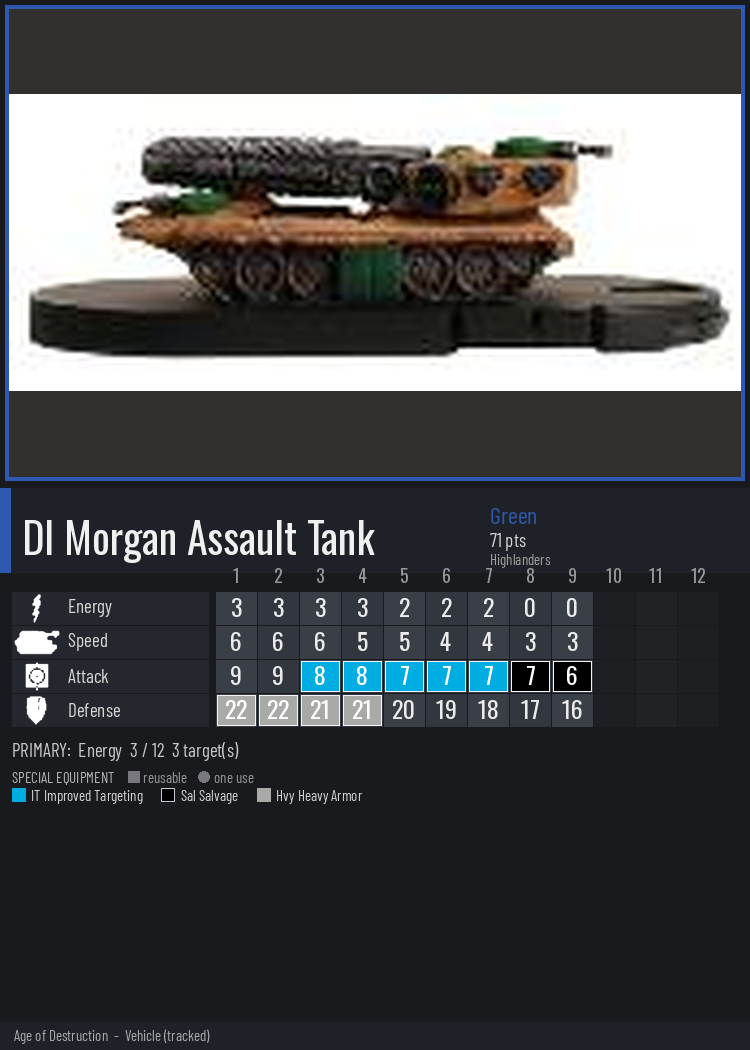 DI Morgan Assault Tank
Green
71 pts
Highlanders
1 2 3 4 5 6 7 8 9 10 11 12
Energy 3 3 3 3 2 2 2 0 0
Speed 6 6 6 5 5 4 4 3 3
Attack 9 9 8 8 7 7 7 7 6
Defense 22 22 21 21 20 19 18 17 16
PRIMARY: Energy 3 / 12 3 target(s)
SPECIAL EQUIPMENT reusable one use
IT Improved Targeting Sal Salvage Hvy Heavy Armor
Age of Destruction - Vehicle (tracked)